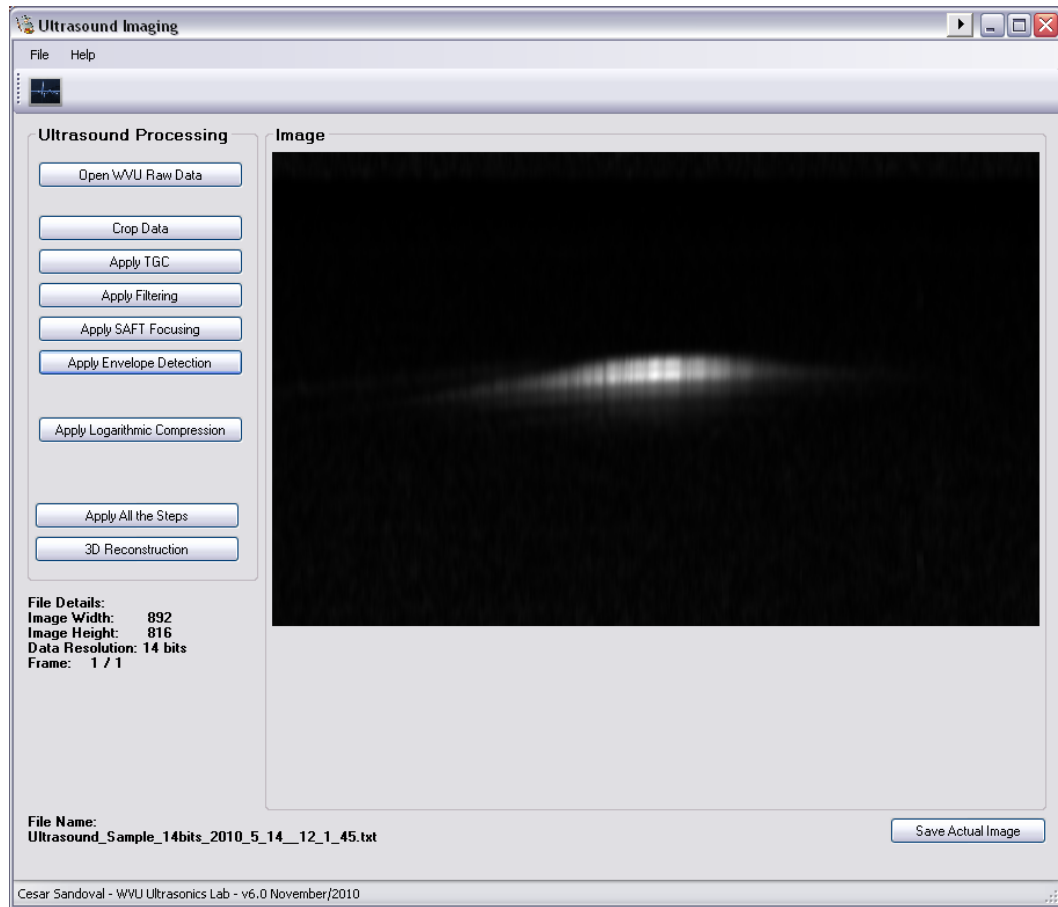 Ultrasound Imaging
File Help
Ultrasound Processing
Image
Open WVU Raw Data
Crop Data
Apply TGC
Apply Filtering
Apply SAFT Focusing
Apply Envelope Detection
Apply Logarithmic Compression
Apply All the Steps
3D Reconstruction
File Details:
Image Width: 892
Image Height: 816
Data Resolution: 14 bits
Frame: 1 / 1
File Name:
Ultrasound_Sample_14bits_2010_5_14__12_1_45.txt
Save Actual Image
Cesar Sandoval - WVU Ultrasonics Lab - v6.0 November/2010